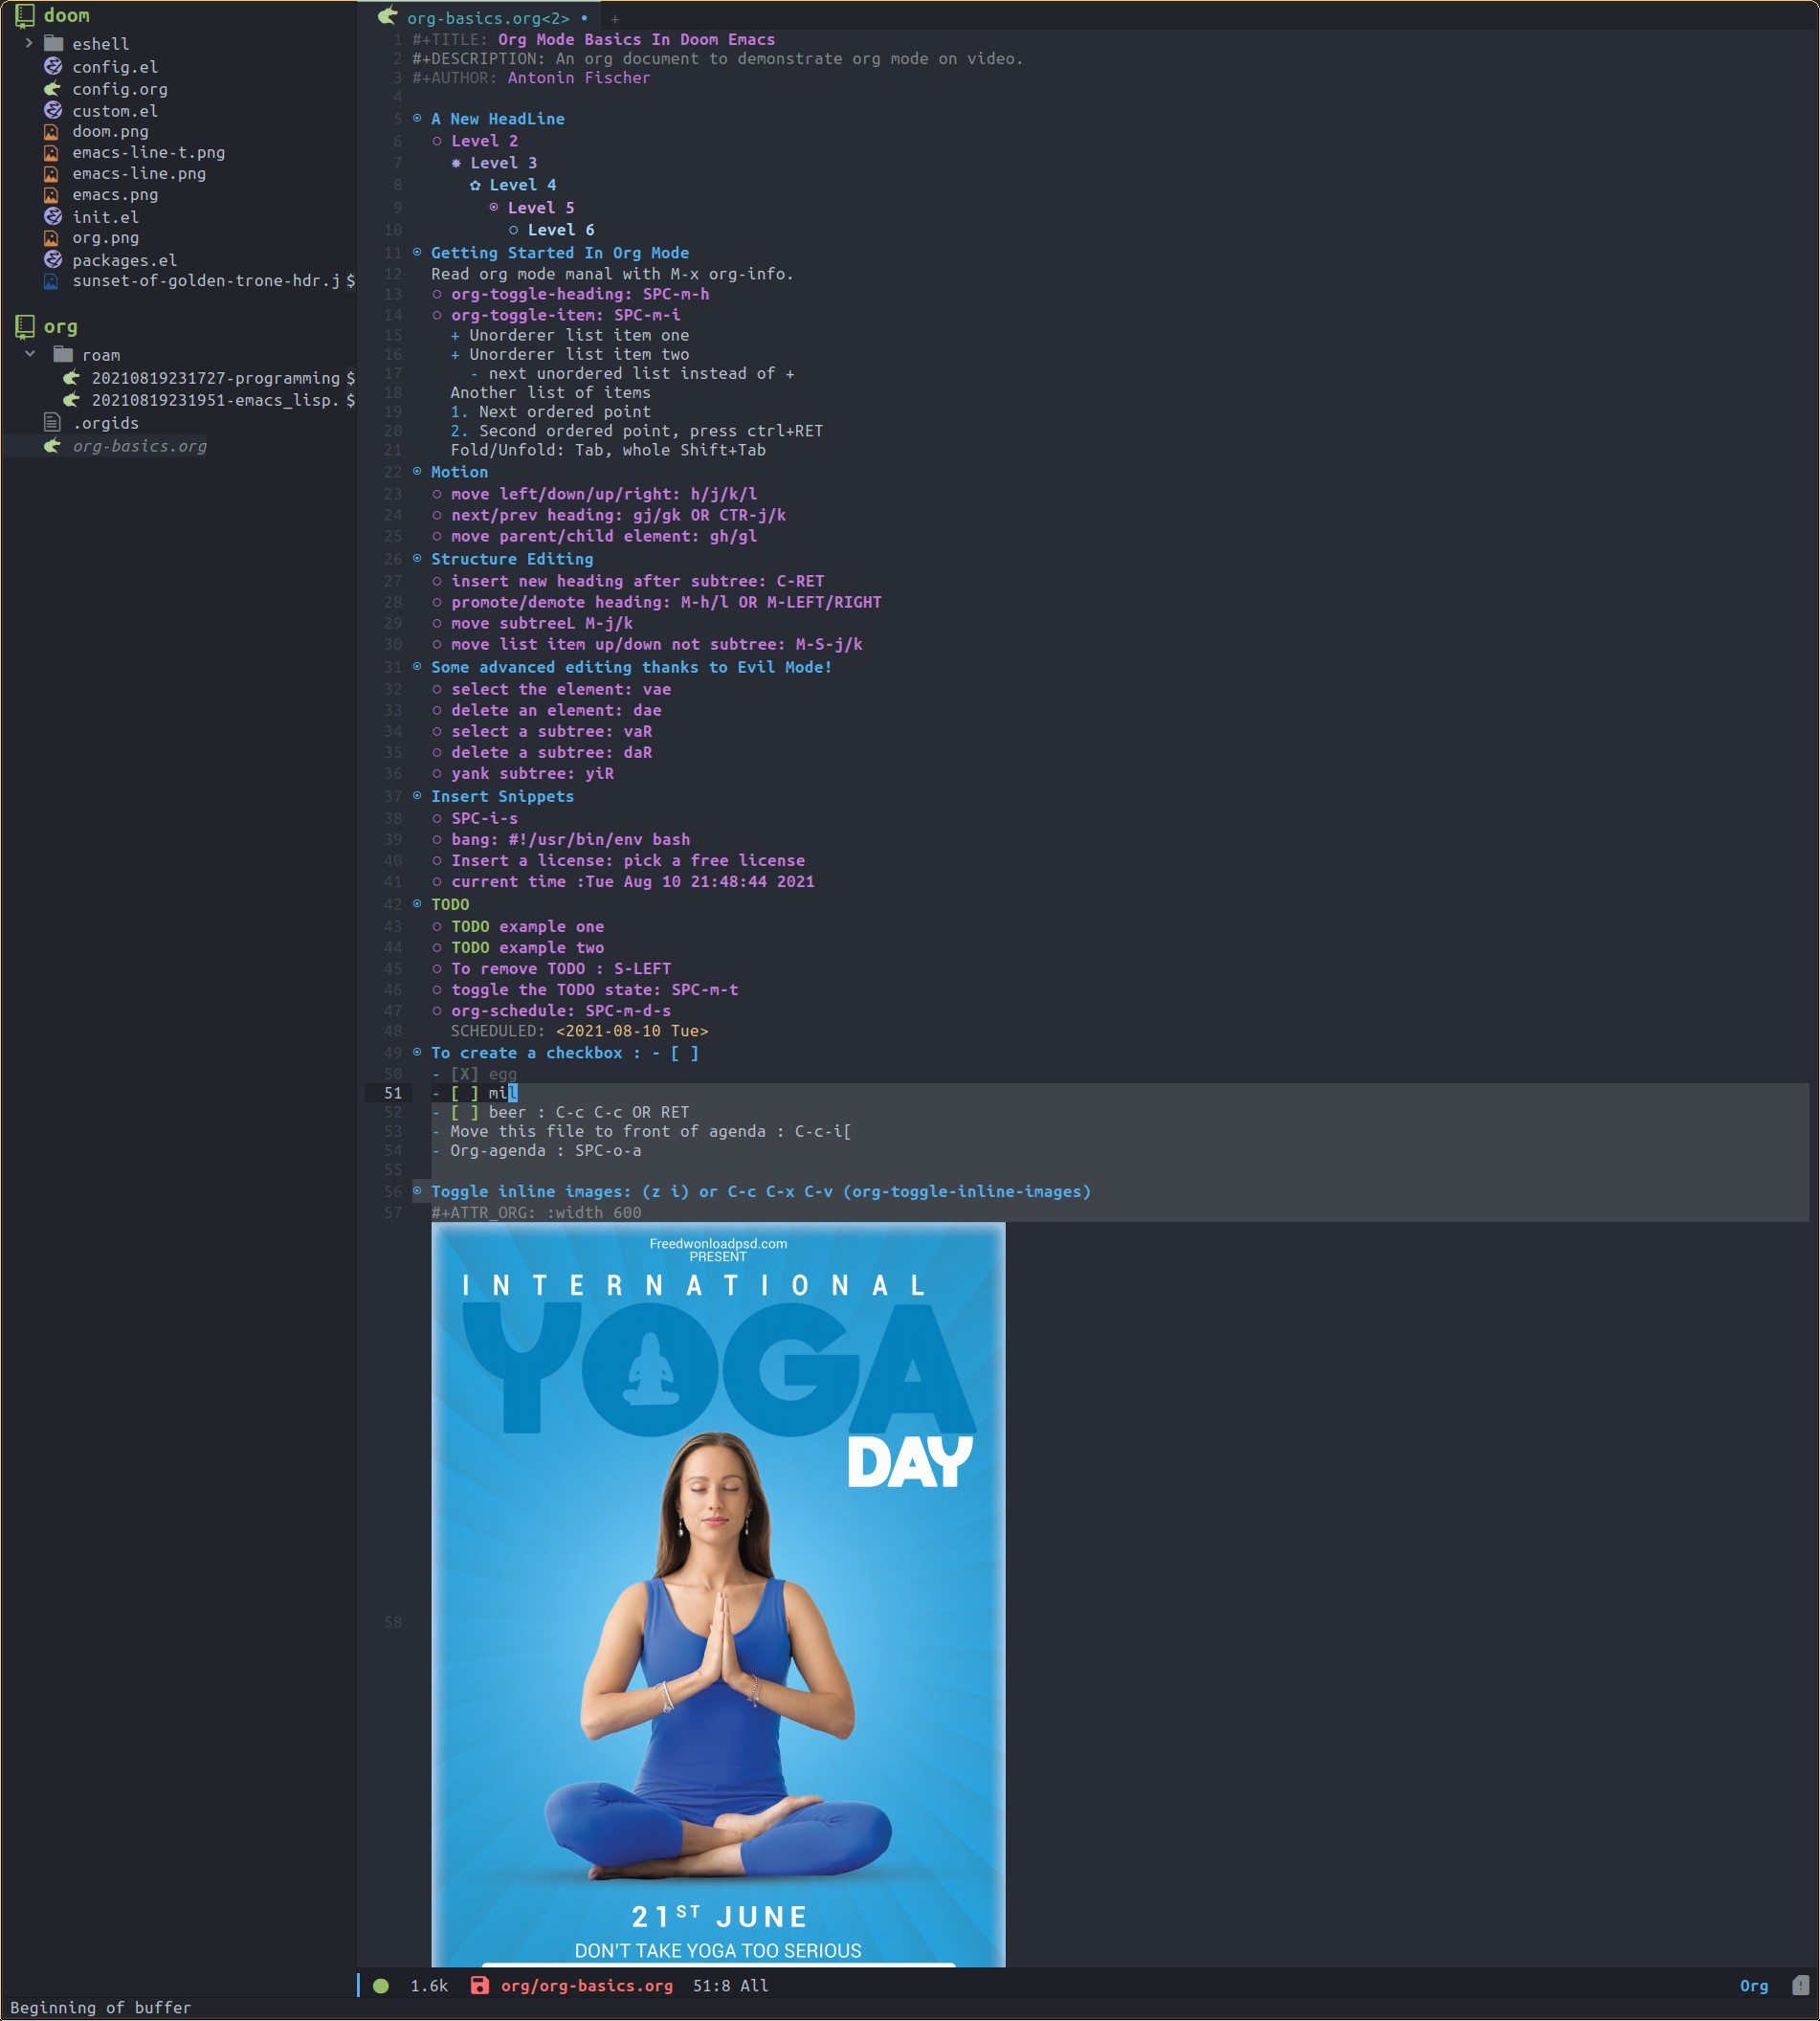 doom
eshell
config.el
config.org
custom.el
doom.png
emacs-line-t.png
emacs-line.png
emacs.png
init.el
org.png
packages.el
sunset-of-golden-trone-hdr.j $
org
roam
20210819231727-programming $
20210819231951-emacs_lisp. $
.orgids
org-basics.org
org-basics.org<2> • +
1 #+TITLE: Org Mode Basics In Doom Emacs
2 #+DESCRIPTION: An org document to demonstrate org mode on video.
3 #+AUTHOR: Antonin Fischer
4
5 A New HeadLine
6 Level 2
7 Level 3
8 Level 4
9 Level 5
10 Level 6
11 Getting Started In Org Mode
12 Read org mode manal with M-x org-info.
13 org-toggle-heading: SPC-m-h
14 org-toggle-item: SPC-m-i
15 + Unorderer list item one
16 + Unorderer list item two
17 - next unordered list instead of +
18 Another list of items
19 1. Next ordered point
20 2. Second ordered point, press ctrl+RET
21 Fold/Unfold: Tab, whole Shift+Tab
22 Motion
23 move left/down/up/right: h/j/k/l
24 next/prev heading: gj/gk OR CTR-j/k
25 move parent/child element: gh/gl
26 Structure Editing
27 insert new heading after subtree: C-RET
28 promote/demote heading: M-h/l OR M-LEFT/RIGHT
29 move subtreeL M-j/k
30 move list item up/down not subtree: M-S-j/k
31 Some advanced editing thanks to Evil Mode!
32 select the element: vae
33 delete an element: dae
34 select a subtree: vaR
35 delete a subtree: daR
36 yank subtree: yiR
37 Insert Snippets
38 SPC-i-s
39 bang: #!/usr/bin/env bash
40 Insert a license: pick a free license
41 current time :Tue Aug 10 21:48:44 2021
42 TODO
43 TODO example one
44 TODO example two
45 To remove TODO : S-LEFT
46 toggle the TODO state: SPC-m-t
47 org-schedule: SPC-m-d-s
48 SCHEDULED: <2021-08-10 Tue>
49 To create a checkbox : - [ ]
50 - [X] egg
51 - [ ] mil
52 - [ ] beer : C-c C-c OR RET
53 - Move this file to front of agenda : C-c-i[
54 - Org-agenda : SPC-o-a
55
56 Toggle inline images: (z i) or C-c C-x C-v (org-toggle-inline-images)
57 #+ATTR_ORG: :width 600
Freedwonloadpsd.com
PRESENT
INTERNATIONAL
YOGA
DAY
58
21ST JUNE
DON'T TAKE YOGA TOO SERIOUS
1.6k org/org-basics.org 51:8 All Org
Beginning of buffer